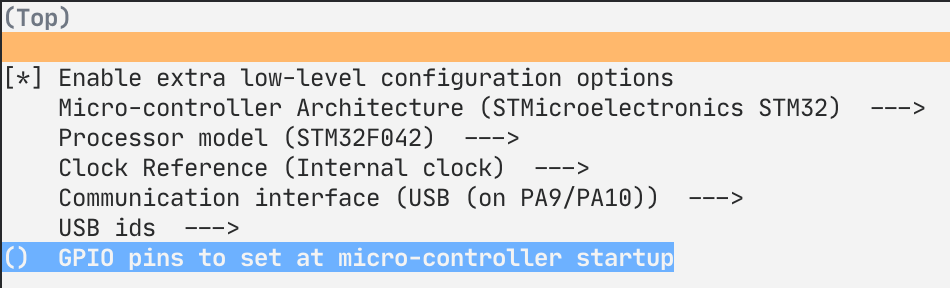 (Top)
[*] Enable extra low-level configuration options
    Micro-controller Architecture (STMicroelectronics STM32)  --->
    Processor model (STM32F042)  --->
    Clock Reference (Internal clock)  --->
    Communication interface (USB (on PA9/PA10))  --->
    USB ids  --->
()  GPIO pins to set at micro-controller startup